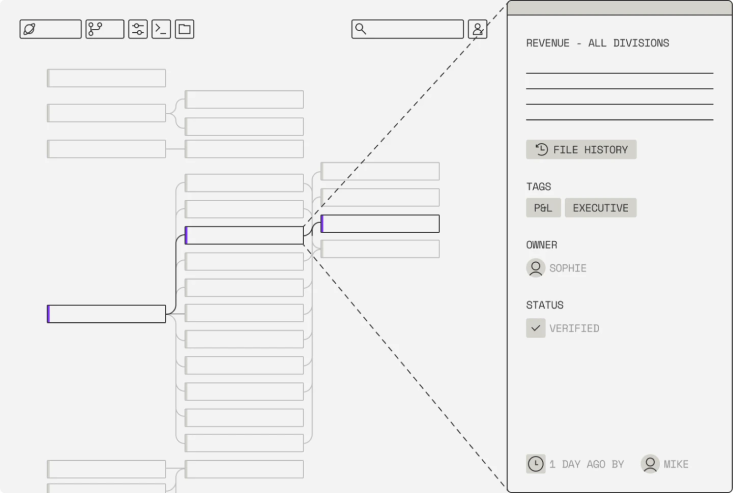 REVENUE - ALL DIVISIONS
FILE HISTORY
TAGS
P&L EXECUTIVE
OWNER
SOPHIE
STATUS
VERIFIED
1 DAY AGO BY MIKE